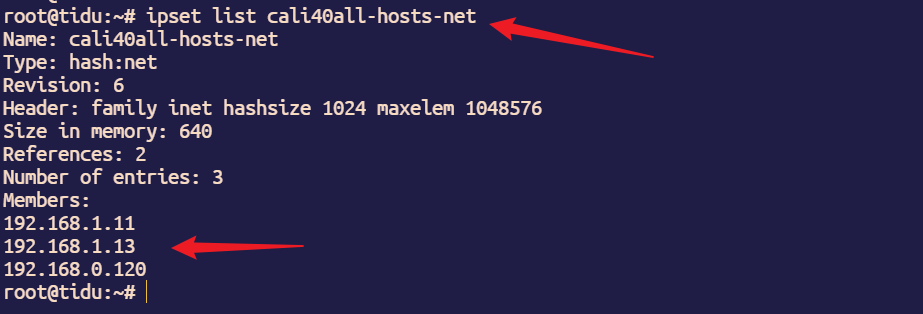 root@tidu:~# ipset list cali40all-hosts-net
Name: cali40all-hosts-net
Type: hash:net
Revision: 6
Header: family inet hashsize 1024 maxelem 1048576
Size in memory: 640
References: 2
Number of entries: 3
Members:
192.168.1.11
192.168.1.13
192.168.0.120
root@tidu:~#